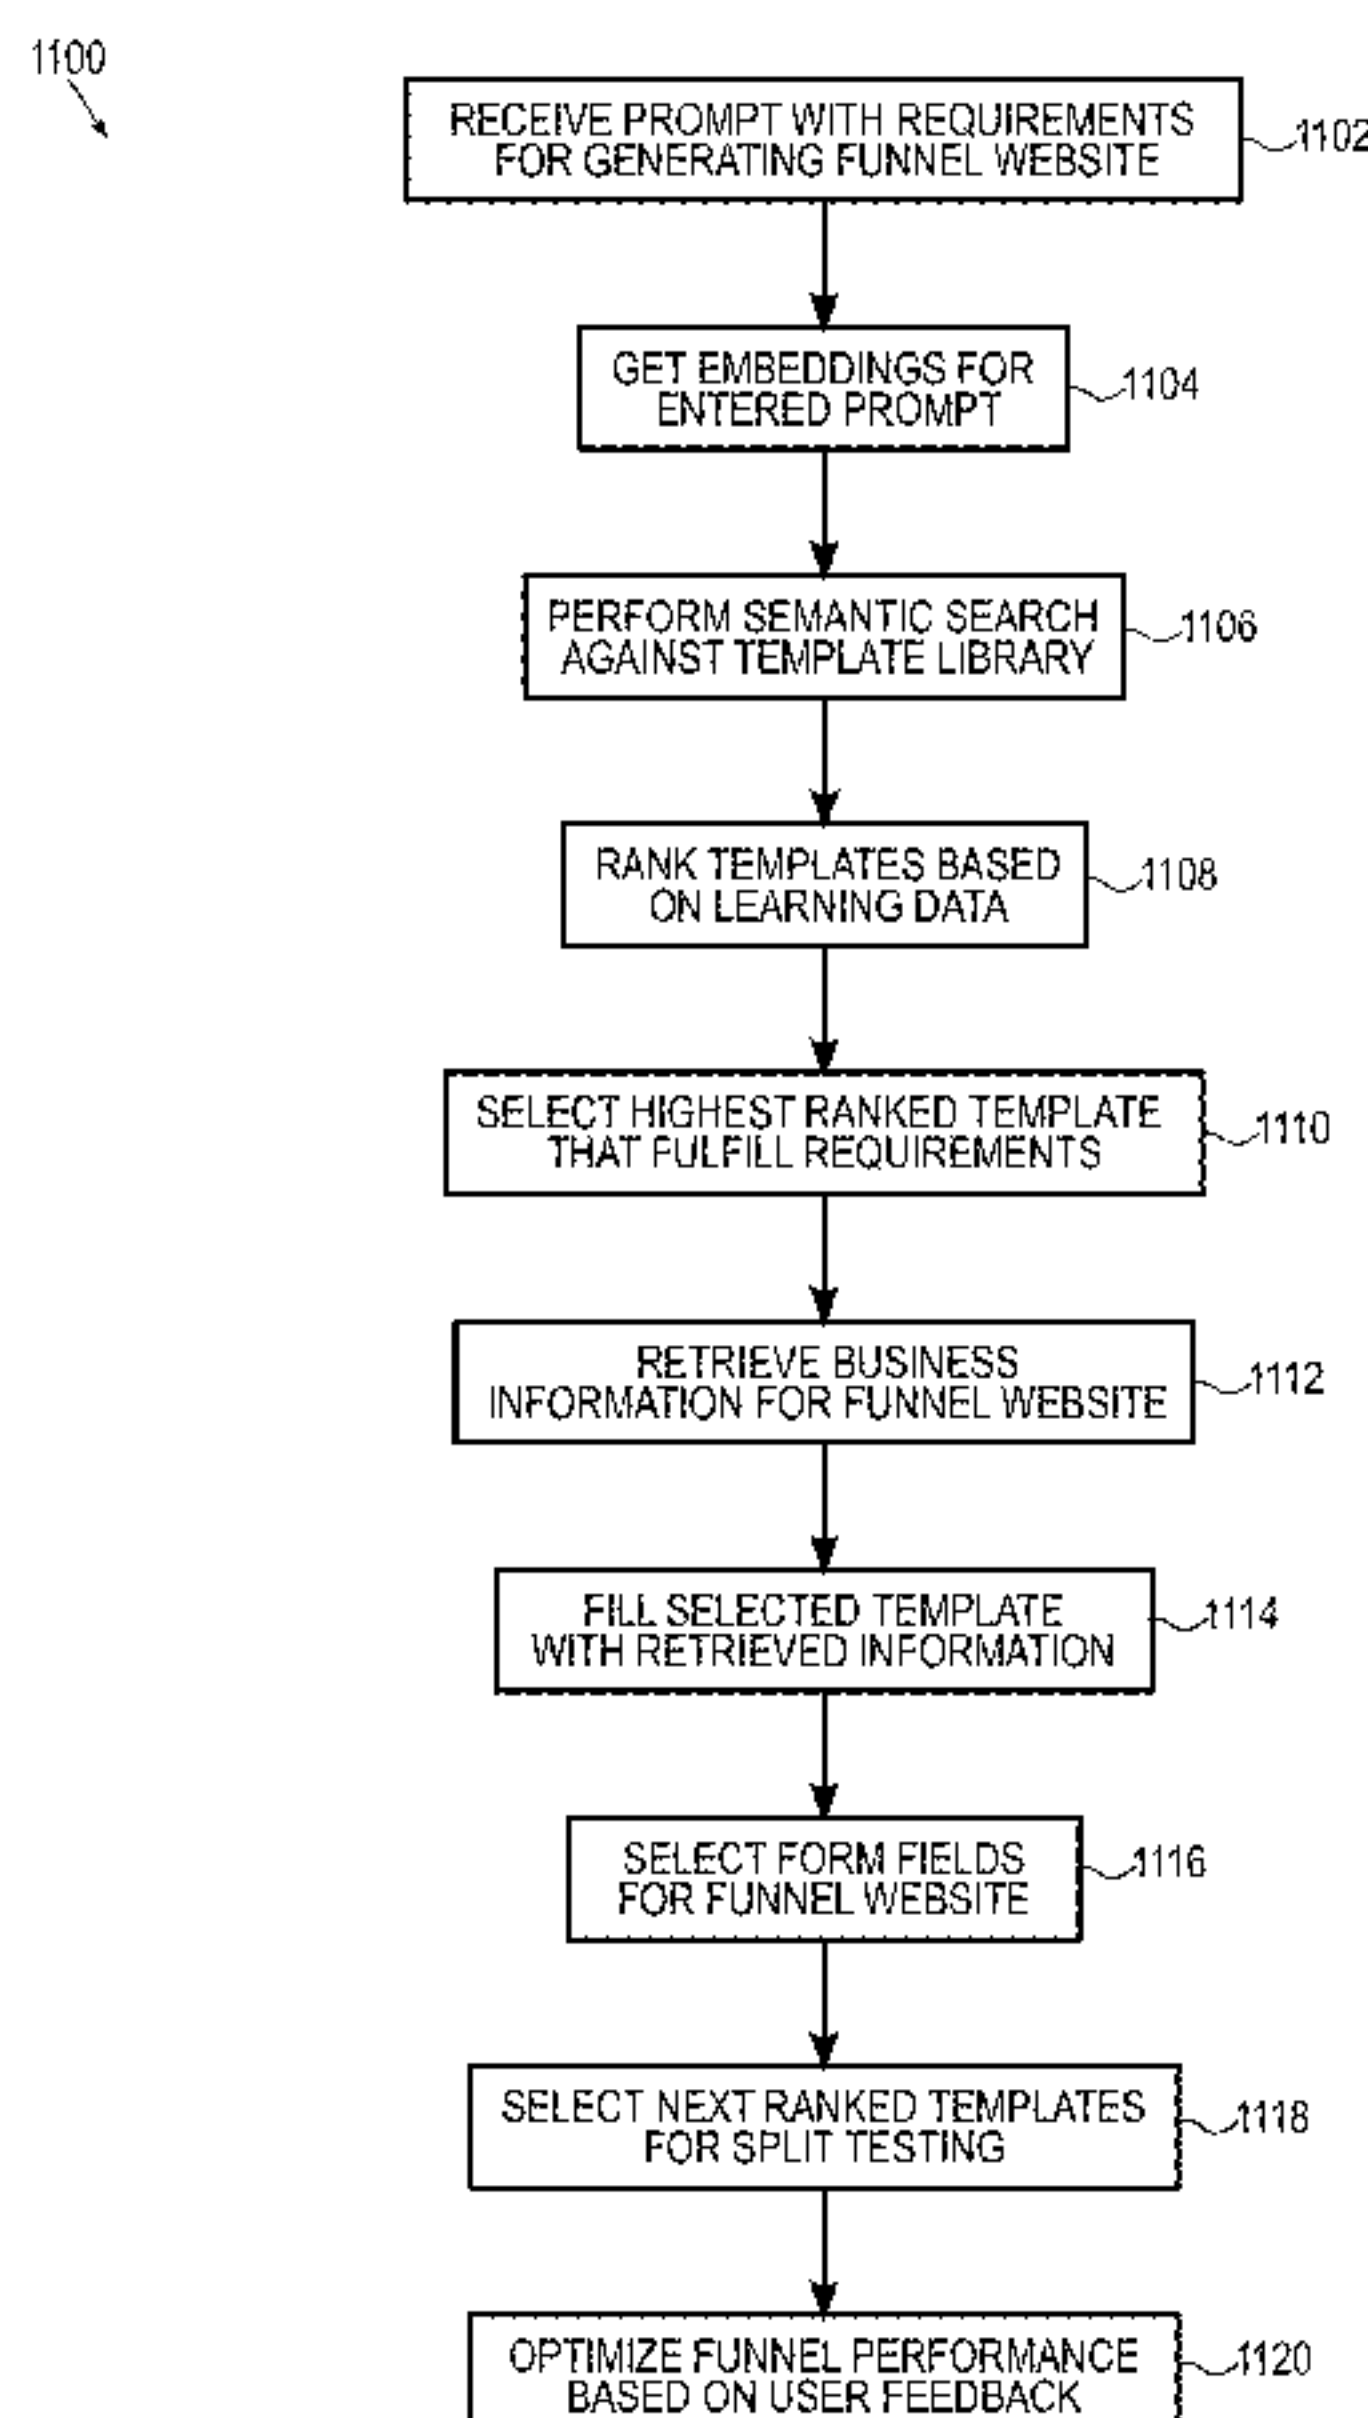 1100
RECEIVE PROMPT WITH REQUIREMENTS
FOR GENERATING FUNNEL WEBSITE
1102
GET EMBEDDINGS FOR
ENTERED PROMPT
1104
PERFORM SEMANTIC SEARCH
AGAINST TEMPLATE LIBRARY
1106
RANK TEMPLATES BASED
ON LEARNING DATA
1108
SELECT HIGHEST RANKED TEMPLATE
THAT FULFILL REQUIREMENTS
1110
RETRIEVE BUSINESS
INFORMATION FOR FUNNEL WEBSITE
1112
FILL SELECTED TEMPLATE
WITH RETRIEVED INFORMATION
1114
SELECT FORM FIELDS
FOR FUNNEL WEBSITE
1116
SELECT NEXT RANKED TEMPLATES
FOR SPLIT TESTING
1118
OPTIMIZE FUNNEL PERFORMANCE
BASED ON USER FEEDBACK
1120